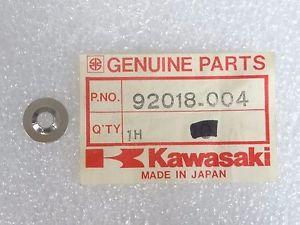 GENUINE PARTS
P.NO. 92018.004
Q'TY 1H
Kawasaki
MADE IN JAPAN